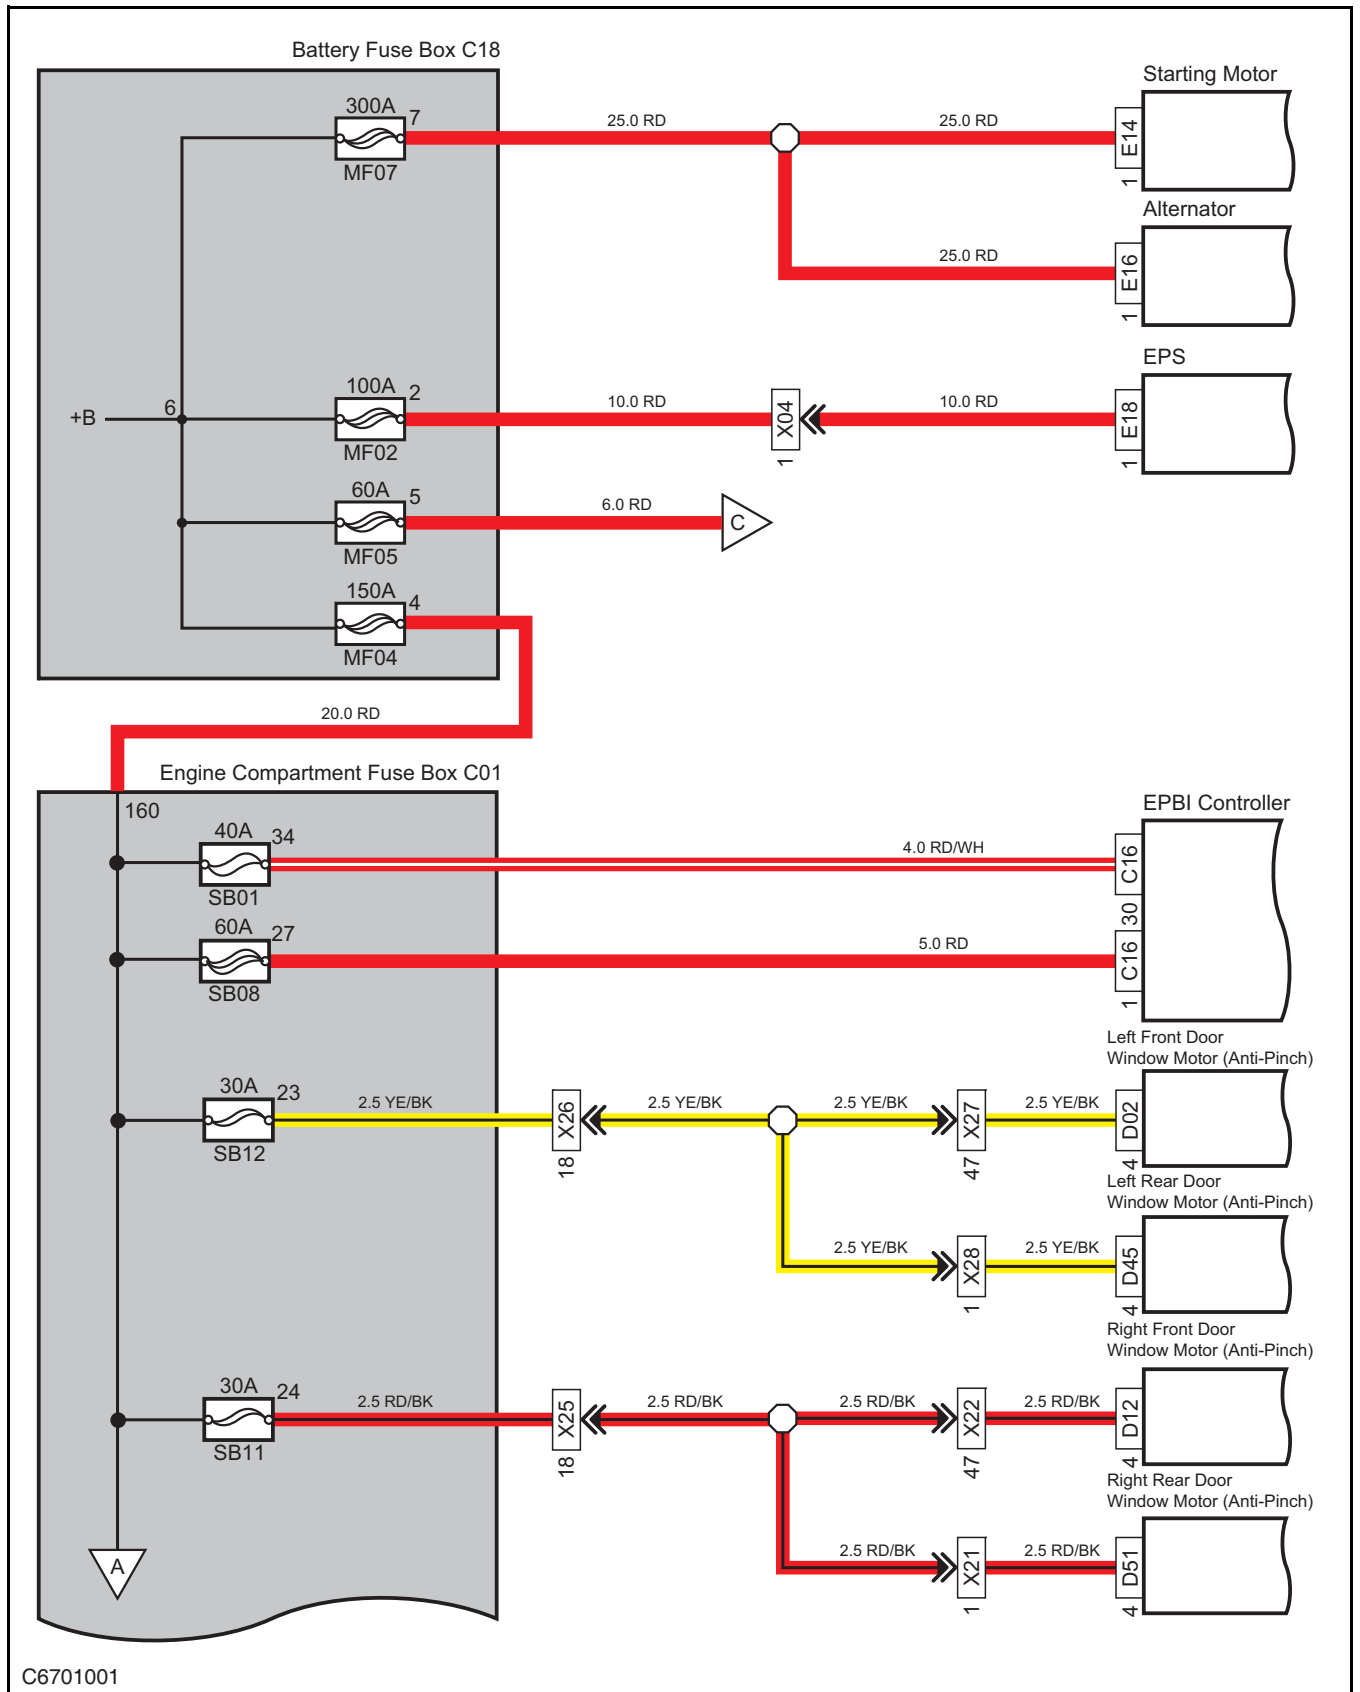 Battery Fuse Box C18
Starting Motor
300A
7
MF07
25.0 RD
25.0 RD
E14
1
Alternator
25.0 RD
E16
1
EPS
+B
6
100A
2
MF02
10.0 RD
X04
1
10.0 RD
E18
1
60A
5
MF05
6.0 RD
C
150A
4
MF04
20.0 RD
Engine Compartment Fuse Box C01
160
EPBI Controller
40A
34
SB01
4.0 RD/WH
C16
30
60A
27
SB08
5.0 RD
C16
1
Left Front Door
Window Motor (Anti-Pinch)
30A
23
SB12
2.5 YE/BK
X26
18
2.5 YE/BK
2.5 YE/BK
X27
47
2.5 YE/BK
D02
4
Left Rear Door
Window Motor (Anti-Pinch)
2.5 YE/BK
X28
1
2.5 YE/BK
D45
4
Right Front Door
Window Motor (Anti-Pinch)
30A
24
SB11
2.5 RD/BK
X25
18
2.5 RD/BK
2.5 RD/BK
X22
47
2.5 RD/BK
D12
4
Right Rear Door
Window Motor (Anti-Pinch)
2.5 RD/BK
X21
1
2.5 RD/BK
D51
4
A
C6701001